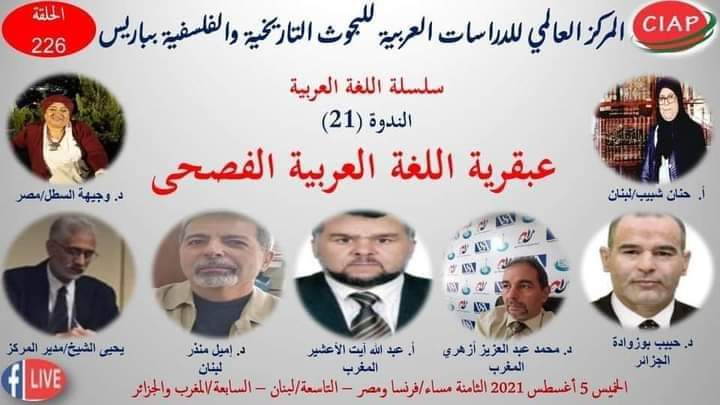 الحلقة
226
المركز العالمي للدراسات العربية للبحوث التاريخية والفلسفية بباريس
CIAP
سلسلة اللغة العربية
الندوة (21)
عبقرية اللغة العربية الفصحى
أ. حنان شبيب/لبنان
د. وجيهة السطل/مصر
د. حبيب بوزوادة
الجزائر
د. محمد عبد العزيز أزهري
المغرب
أ. عبد الله آيت الأعشير
المغرب
د. إميل منذر
لبنان
يحيى الشيخ/مدير المركز
الخميس 5 أغسطس 2021 الثامنة مساء/فرنسا ومصر – التاسعة/لبنان – السابعة/المغرب والجزائر
f LIVE